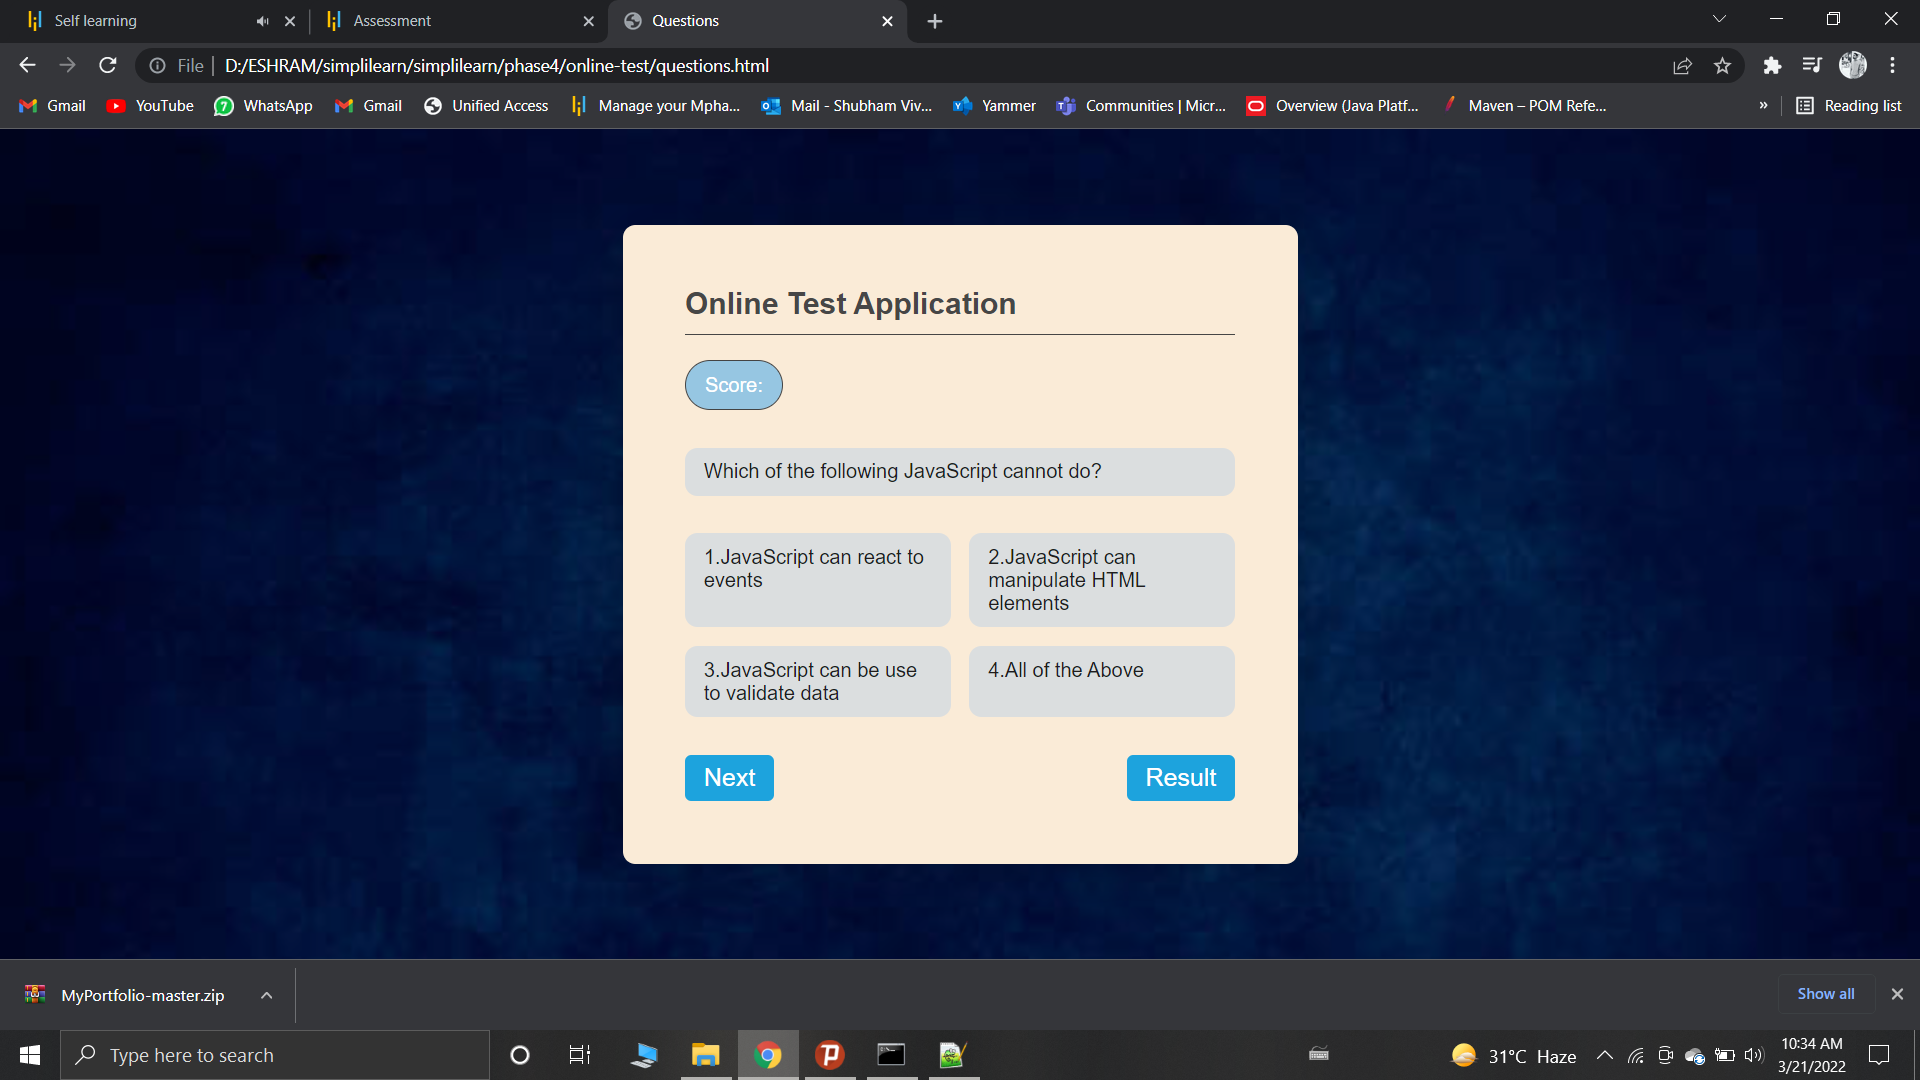 Self learning
Assessment
Questions
File
D:/ESHRAM/simplilearn/simplilearn/phase4/online-test/questions.html
Gmail
YouTube
7
WhatsApp
Gmail
Unified Access
Manage your Mpha...
Mail - Shubham Viv...
Yammer
Communities | Micr...
Overview (Java Platf...
Maven – POM Refe...
»
Reading list
Online Test Application
Score:
Which of the following JavaScript cannot do?
1.JavaScript can react to
events
2.JavaScript can
manipulate HTML
elements
3.JavaScript can be use
to validate data
4.All of the Above
Next
Result
MyPortfolio-master.zip
Show all
Type here to search
31°C Haze
10:34 AM
3/21/2022